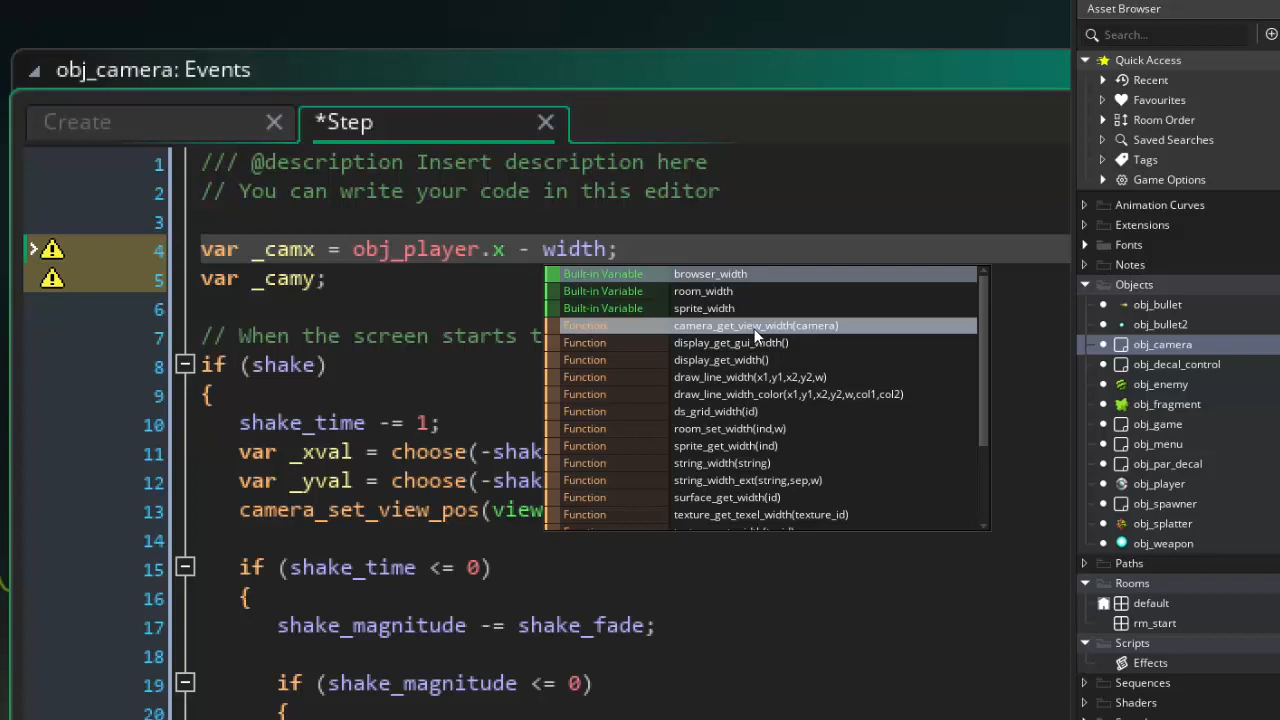 obj_camera: Events
Create
*Step
1 /// @description Insert description here
2 // You can write your code in this editor
3
4 var _camx = obj_player.x - width;
5 var _camy;
6
7 // When the screen starts t
8 if (shake)
9 {
10 shake_time -= 1;
11 var _xval = choose(-shak
12 var _yval = choose(-shak
13 camera_set_view_pos(view
14
15 if (shake_time <= 0)
16 {
17 shake_magnitude -= shake_fade;
18
19 if (shake_magnitude <= 0)
20 {
Built-in Variable browser_width
Built-in Variable room_width
Built-in Variable sprite_width
Function camera_get_view_width(camera)
Function display_get_gui_width()
Function display_get_width()
Function draw_line_width(x1,y1,x2,y2,w)
Function draw_line_width_color(x1,y1,x2,y2,w,col1,col2)
Function ds_grid_width(id)
Function room_set_width(ind,w)
Function sprite_get_width(ind)
Function string_width(string)
Function string_width_ext(string,sep,w)
Function surface_get_width(id)
Function texture_get_texel_width(texture_id)
Asset Browser
Search...
Quick Access
Recent
Favourites
Room Order
Saved Searches
Tags
Game Options
Animation Curves
Extensions
Fonts
Notes
Objects
obj_bullet
obj_bullet2
obj_camera
obj_decal_control
obj_enemy
obj_fragment
obj_game
obj_menu
obj_par_decal
obj_player
obj_spawner
obj_splatter
obj_weapon
Paths
Rooms
default
rm_start
Scripts
Effects
Sequences
Shaders